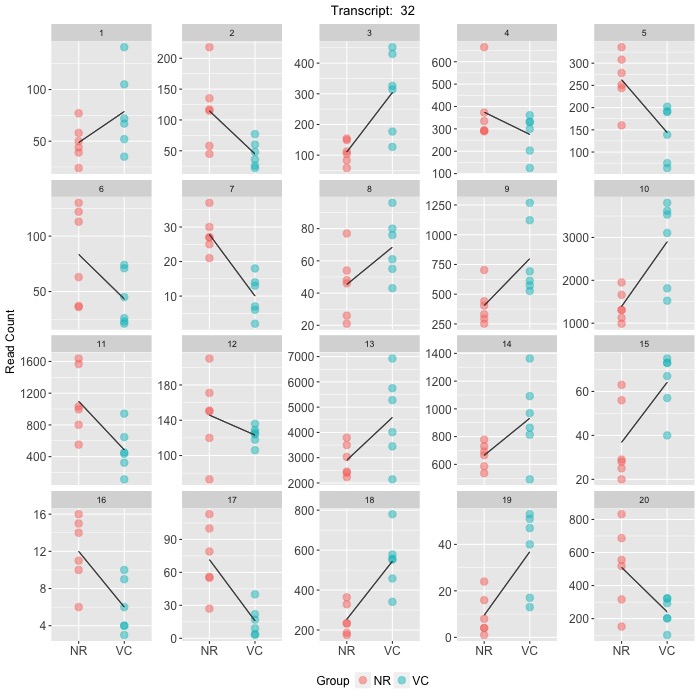 Transcript: 32
1 2 3 4 5
100 50
200 150 100 50
400 300 200 100
600 500 400 300 200 100
300 250 200 150 100
6 7 8 9 10
100 50
30 20 10
80 60 40 20
1250 1000 750 500 250
3000 2000 1000
Read Count
11 12 13 14 15
1600 1200 800 400
180 140 100
7000 6000 5000 4000 3000 2000
1400 1200 1000 800 600
60 40 20
16 17 18 19 20
16 12 8 4
90 60 30 0
800 600 400 200
40 20 0
800 600 400 200
NR VC NR VC NR VC NR VC NR VC
Group NR VC